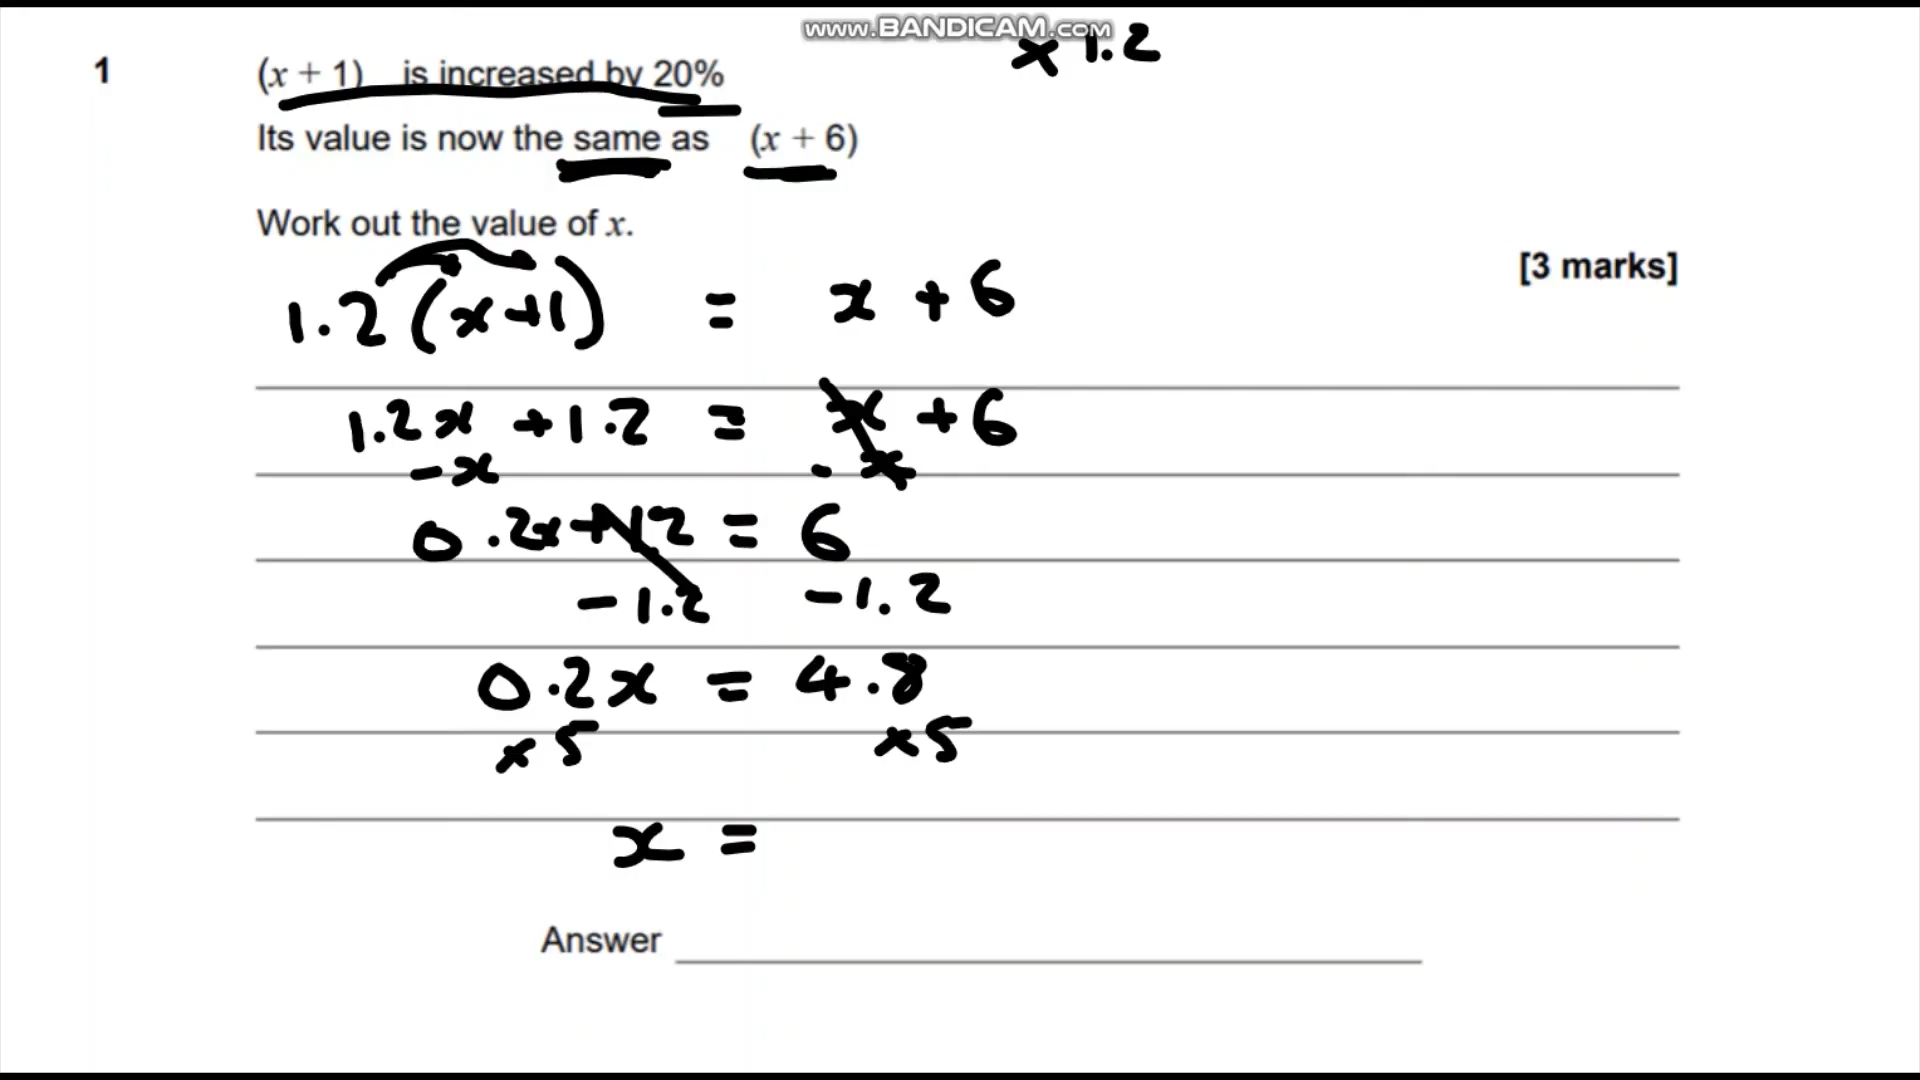 www.BANDICAM.com
× 1.2
1 (x + 1) is increased by 20%
Its value is now the same as (x + 6)
Work out the value of x.
[3 marks]
1.2(x+1) = x + 6
1.2x + 1.2 = x + 6
-x - x
0.2x + 1.2 = 6
-1.2 -1.2
0.2x = 4.8
×5 ×5
x =
Answer